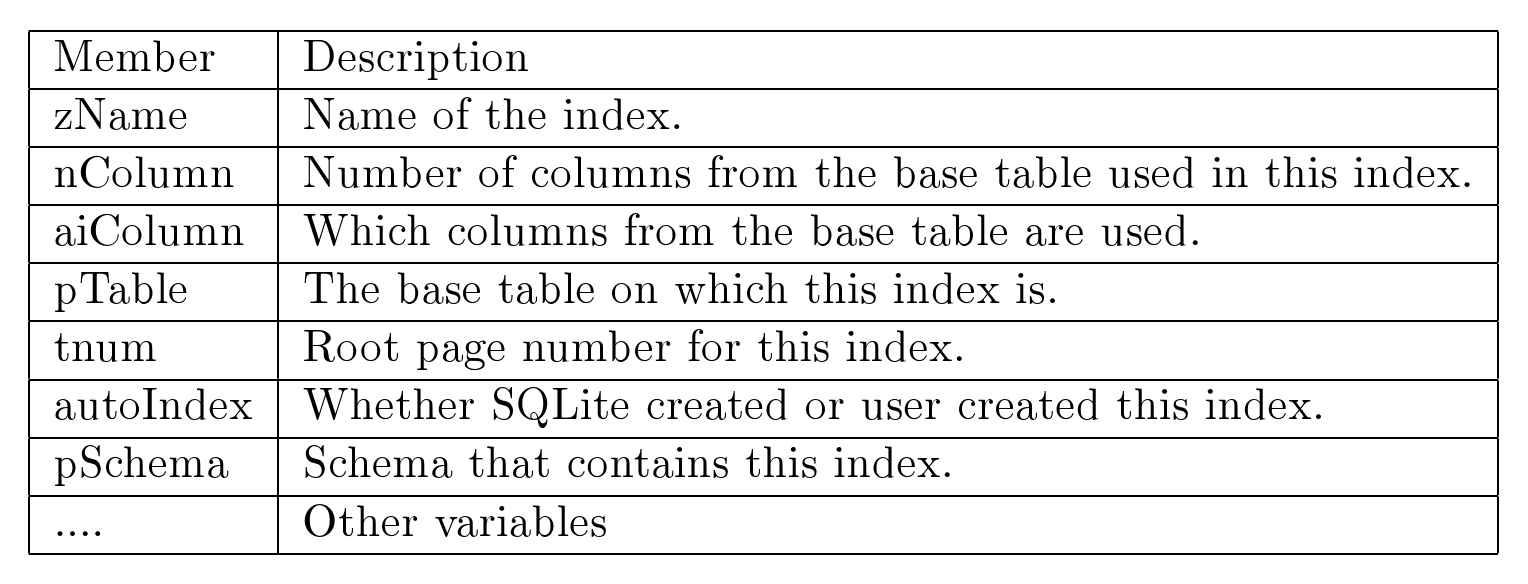 Member Description
zName Name of the index.
nColumn Number of columns from the base table used in this index.
aiColumn Which columns from the base table are used.
pTable The base table on which this index is.
tnum Root page number for this index.
autoIndex Whether SQLite created or user created this index.
pSchema Schema that contains this index.
.... Other variables